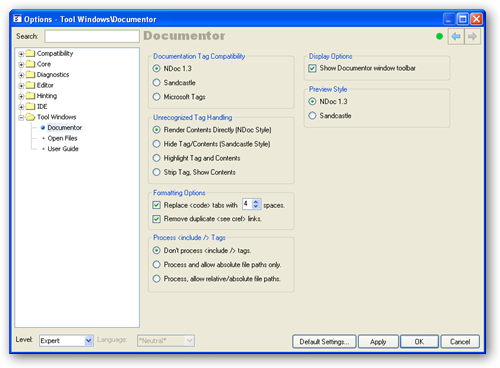 Options - Tool Windows\Documentor
Search:
Documentor
Compatibility
Core
Diagnostics
Editor
Hinting
IDE
Tool Windows
Documentor
Open Files
User Guide
Documentation Tag Compatibility
NDoc 1.3
Sandcastle
Microsoft Tags
Unrecognized Tag Handling
Render Contents Directly (NDoc Style)
Hide Tag/Contents (Sandcastle Style)
Highlight Tag and Contents
Strip Tag, Show Contents
Formatting Options
Replace <code> tabs with 4 spaces.
Remove duplicate <see cref> links.
Process <include /> Tags
Don't process <include /> tags.
Process and allow absolute file paths only.
Process, allow relative/absolute file paths.
Display Options
Show Documentor window toolbar
Preview Style
NDoc 1.3
Sandcastle
Level: Expert Language: *Neutral* Default Settings... Apply OK Cancel